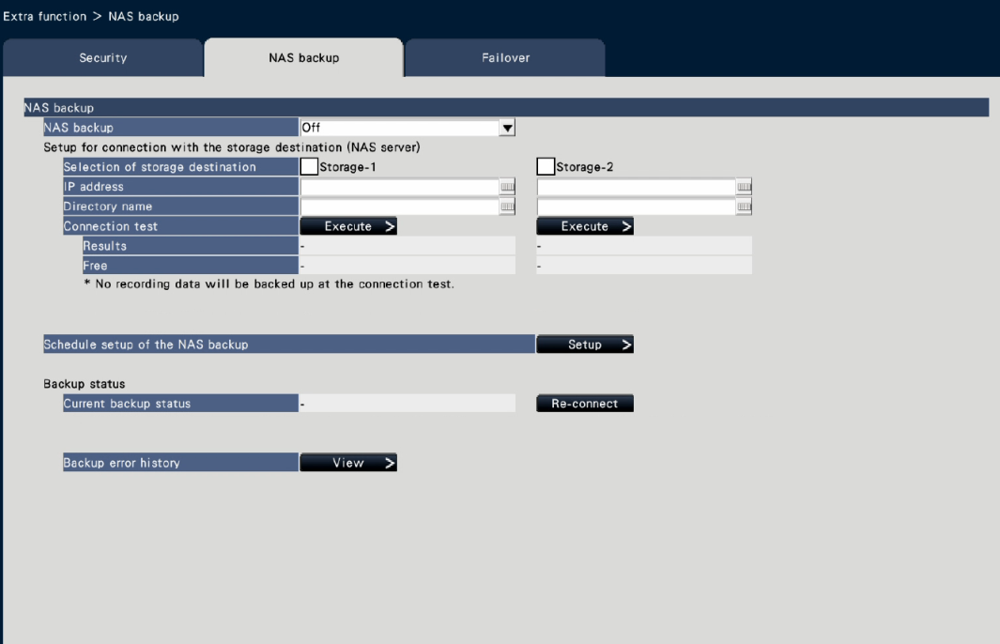 Extra function > NAS backup
Security NAS backup Failover
NAS backup
NAS backup Off
Setup for connection with the storage destination (NAS server)
Selection of storage destination Storage-1 Storage-2
IP address
Directory name
Connection test Execute > Execute >
Results - -
Free - -
* No recording data will be backed up at the connection test.
Schedule setup of the NAS backup Setup >
Backup status
Current backup status - Re-connect
Backup error history View >